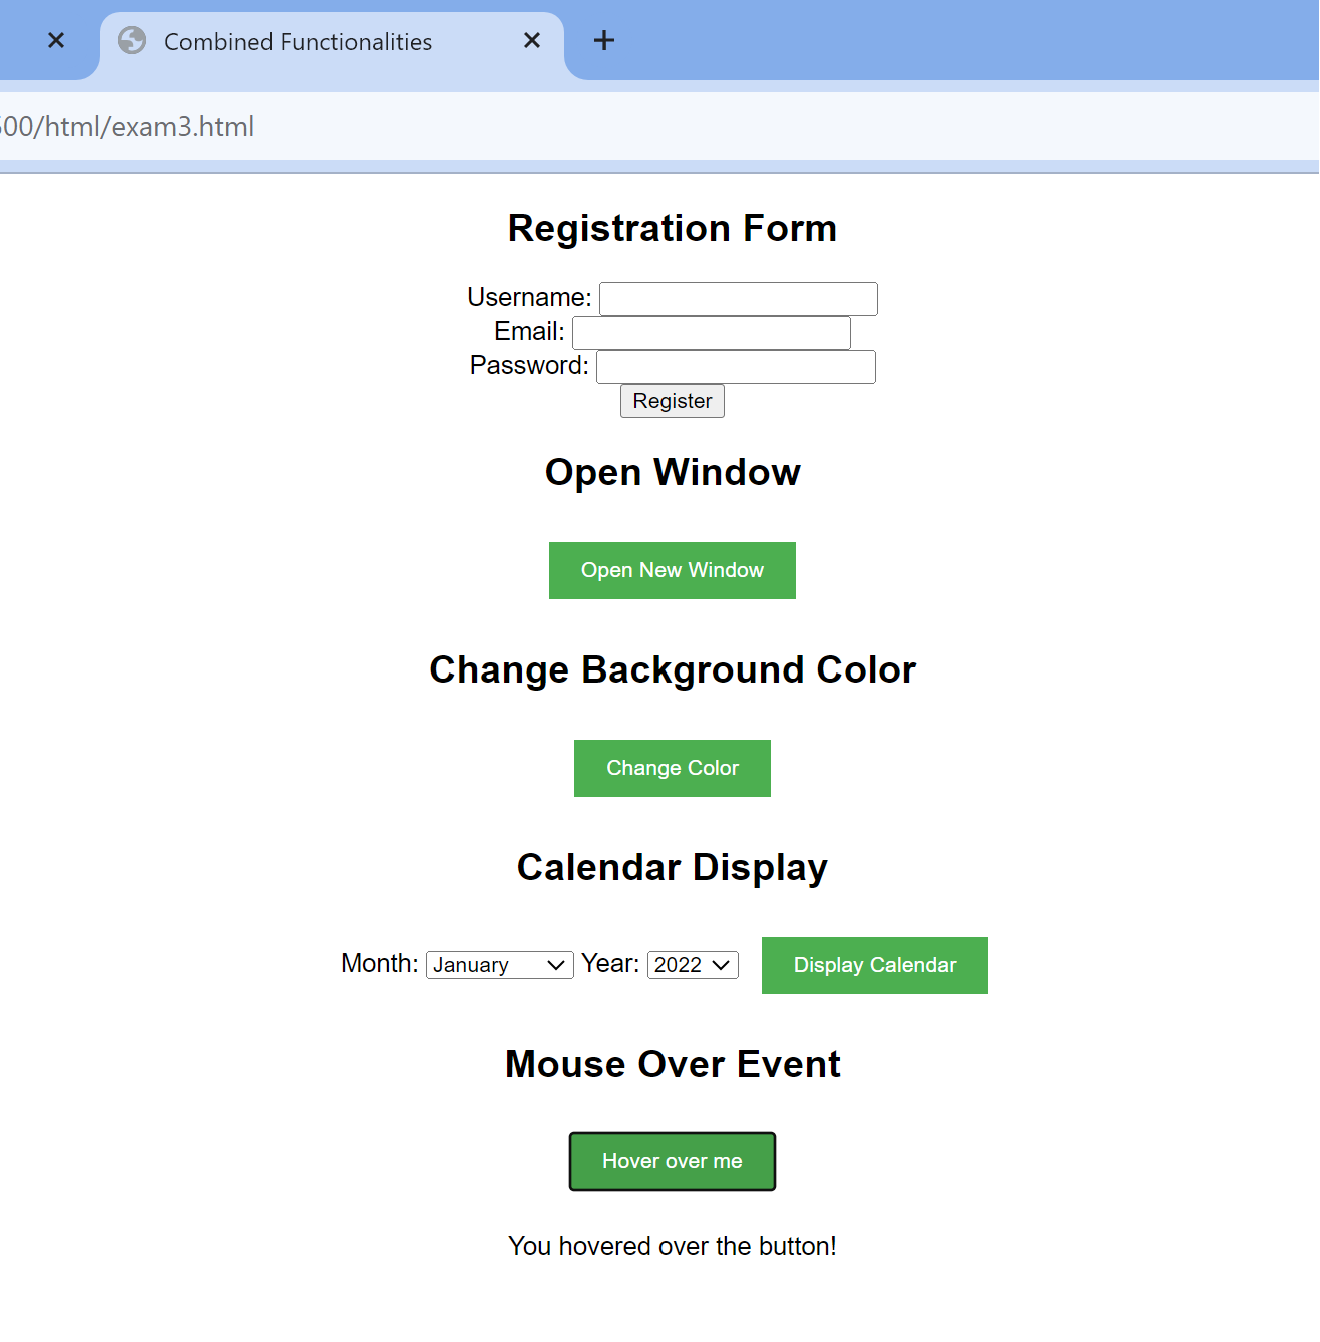 Combined Functionalities
500/html/exam3.html
Registration Form
Username:
Email:
Password:
Register
Open Window
Open New Window
Change Background Color
Change Color
Calendar Display
Month: January Year: 2022 Display Calendar
Mouse Over Event
Hover over me
You hovered over the button!